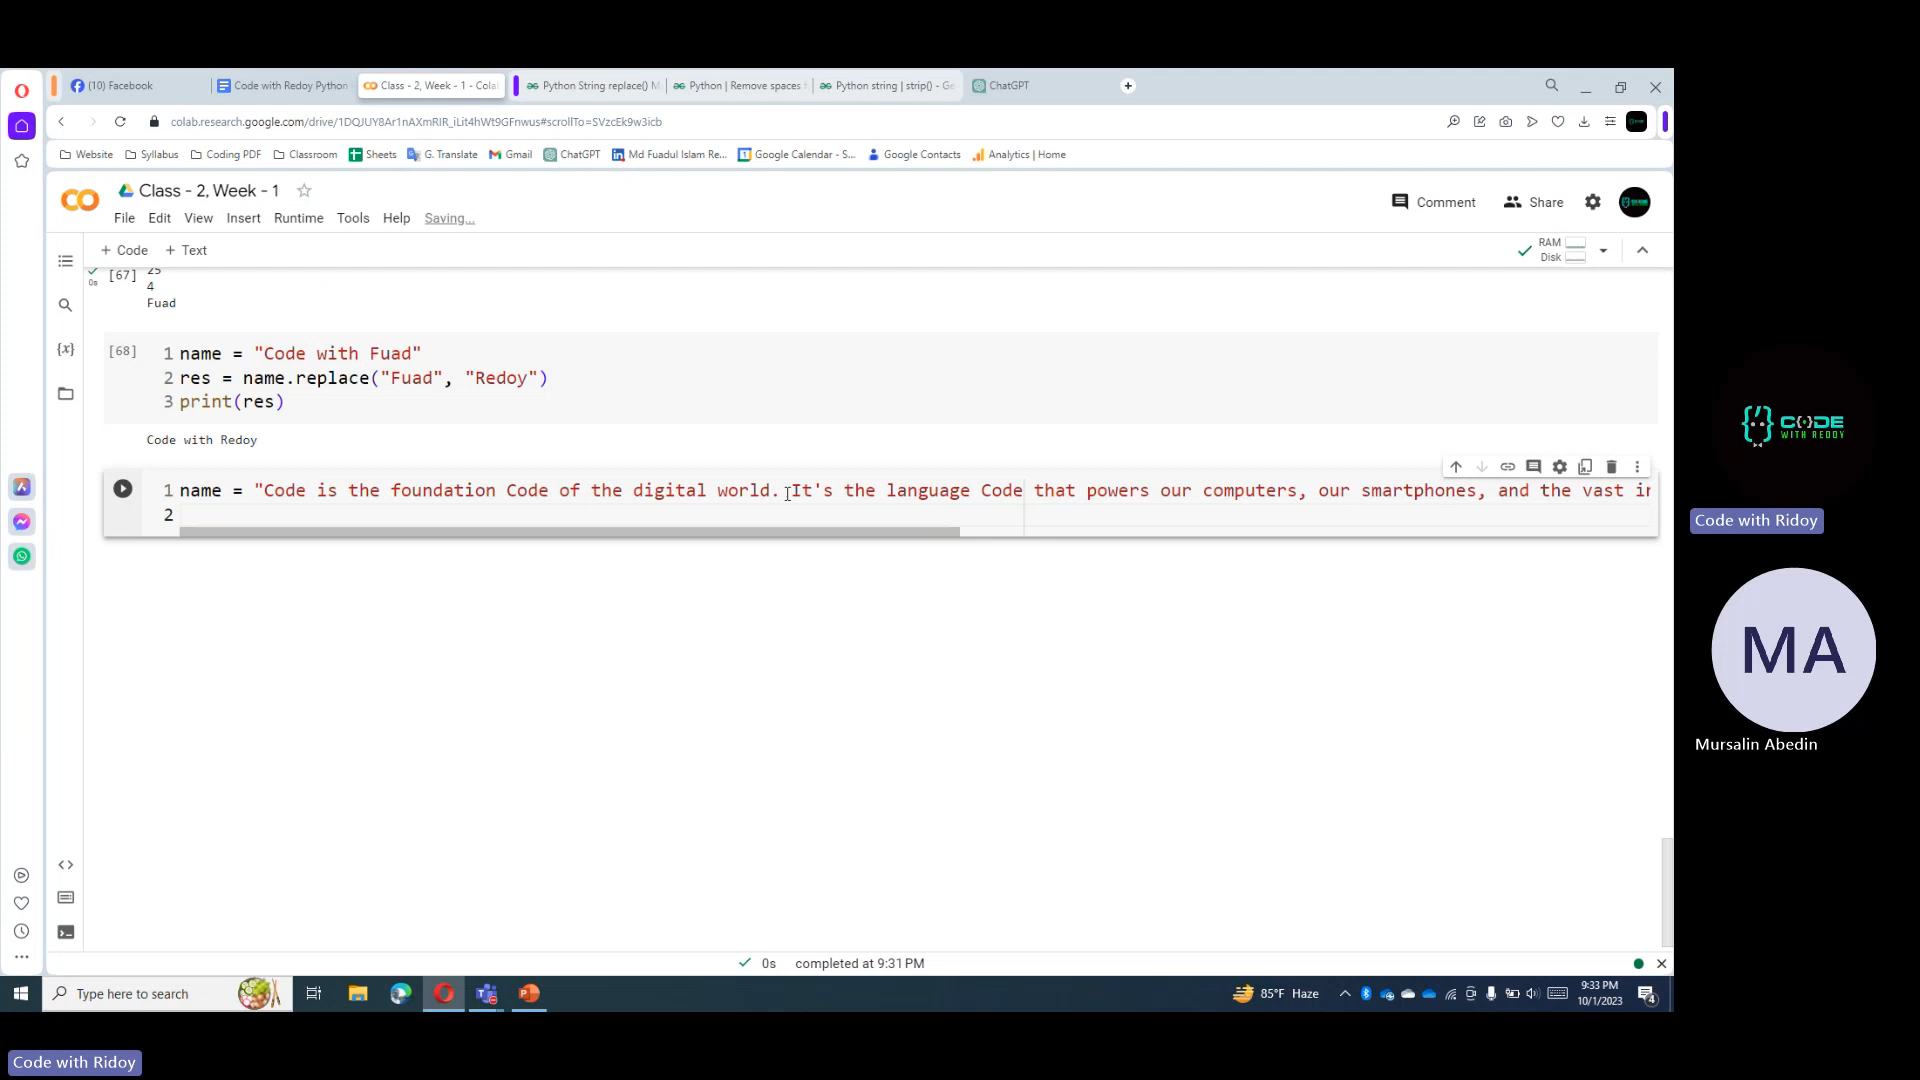 (10) Facebook
Code with Redoy Python
Class - 2, Week - 1 - Cola
Python String replace() M
Python | Remove spaces f
Python string | strip() - Ge
ChatGPT
colab.research.google.com/drive/1DQJUY8Ar1nAXmRIR_iLit4hWt9GFnwus#scrollTo=SVzcEk9w3icb
Website
Syllabus
Coding PDF
Classroom
Sheets
G. Translate
Gmail
ChatGPT
Md Fuadul Islam Re...
Google Calendar - S...
Google Contacts
Analytics | Home
Class - 2, Week - 1
File Edit View Insert Runtime Tools Help Saving...
Comment
Share
+ Code + Text
RAM
Disk
[67]
0s
25
4
Fuad
[68]
1 name = "Code with Fuad"
2 res = name.replace("Fuad", "Redoy")
3 print(res)
Code with Redoy
1 name = "Code is the foundation Code of the digital world. It's the language Code that powers our computers, our smartphones, and the vast in
2
0s completed at 9:31 PM
Type here to search
85°F Haze
9:33 PM
10/1/2023
4
CODE
WITH REDOY
Code with Ridoy
MA
Mursalin Abedin
Code with Ridoy